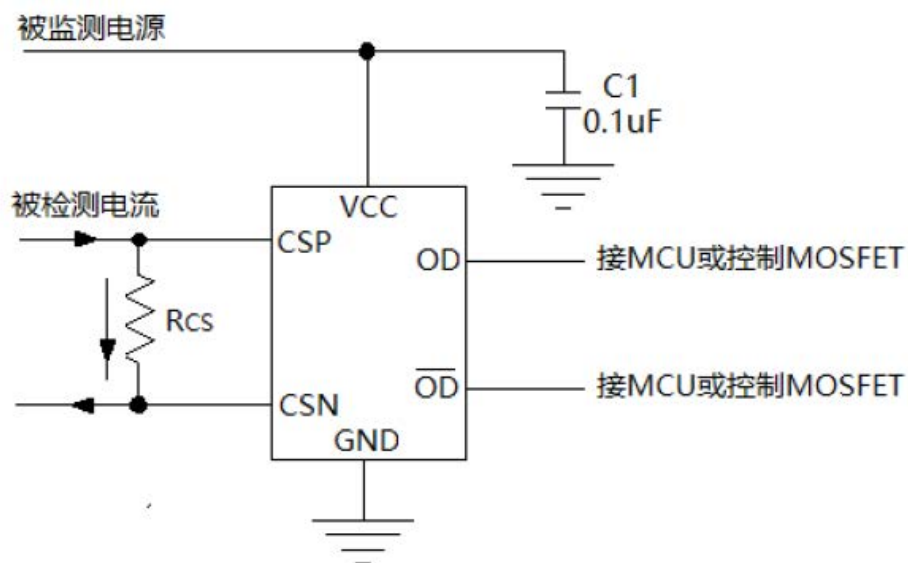 被监测电源
C1
0.1uF
被检测电流
VCC
CSP
OD
接MCU或控制MOSFET
Rcs
OD
接MCU或控制MOSFET
CSN
GND